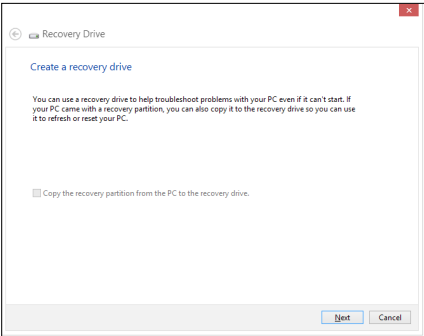 Recovery Drive
Create a recovery drive
You can use a recovery drive to help troubleshoot problems with your PC even if it can't start. If
your PC came with a recovery partition, you can also copy it to the recovery drive so you can use
it to refresh or reset your PC.
Copy the recovery partition from the PC to the recovery drive.
Next Cancel